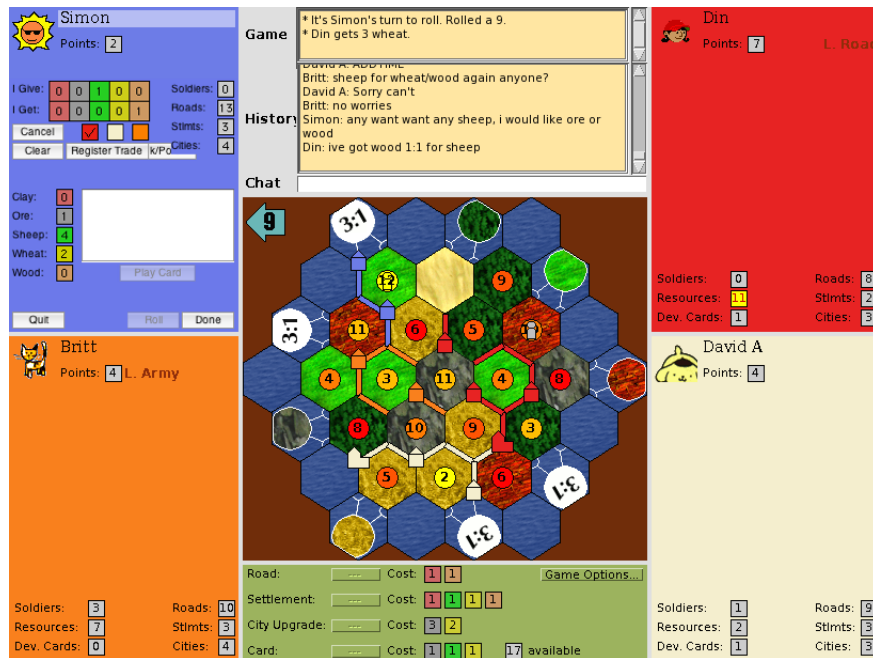 Simon
Points: 2
I Give: 0 0 1 0 0
I Get: 0 0 0 0 1
Soldiers: 0
Roads: 13
Stlmts: 3
Cities: 4
Cancel
Clear
Register Trade
k/Po
Clay: 0
Ore: 1
Sheep: 4
Wheat: 2
Wood: 0
Play Card
Quit
Roll
Done
Game
* It's Simon's turn to roll. Rolled a 9.
* Din gets 3 wheat.
History
David A: ADDTIME
Britt: sheep for wheat/wood again anyone?
David A: Sorry can't
Britt: no worries
Simon: any want want any sheep, i would like ore or
wood
Din: ive got wood 1:1 for sheep
Chat
Din
Points: 7
L. Roa
Soldiers: 0
Resources: 11
Dev. Cards: 1
Roads: 8
Stlmts: 2
Cities: 3
9
3:1
12
9
3:1
11
6
5
10
4
3
11
4
8
8
10
9
3
5
2
6
3:1
3:1
Britt
Points: 4
L. Army
Soldiers: 3
Resources: 7
Dev. Cards: 0
Roads: 10
Stlmts: 3
Cities: 4
David A
Points: 4
Soldiers: 1
Resources: 2
Dev. Cards: 1
Roads: 9
Stlmts: 3
Cities: 3
Road: --- Cost: 1 1
Game Options...
Settlement: --- Cost: 1 1 1 1
City Upgrade: --- Cost: 3 2
Card: --- Cost: 1 1 1 17 available